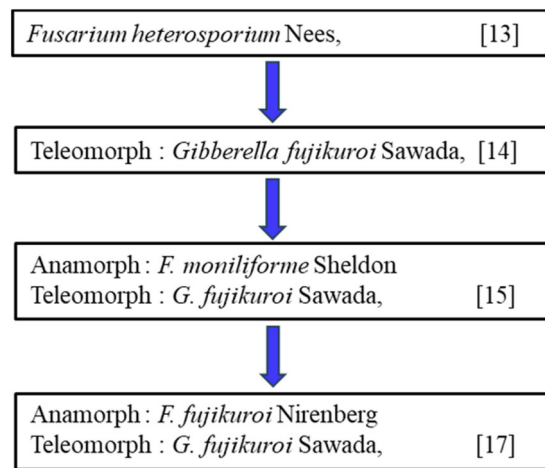 Fusarium heterosporium Nees, [13]
Teleomorph : Gibberella fujikuroi Sawada, [14]
Anamorph : F. moniliforme Sheldon
Teleomorph : G. fujikuroi Sawada, [15]
Anamorph : F. fujikuroi Nirenberg
Teleomorph : G. fujikuroi Sawada, [17]